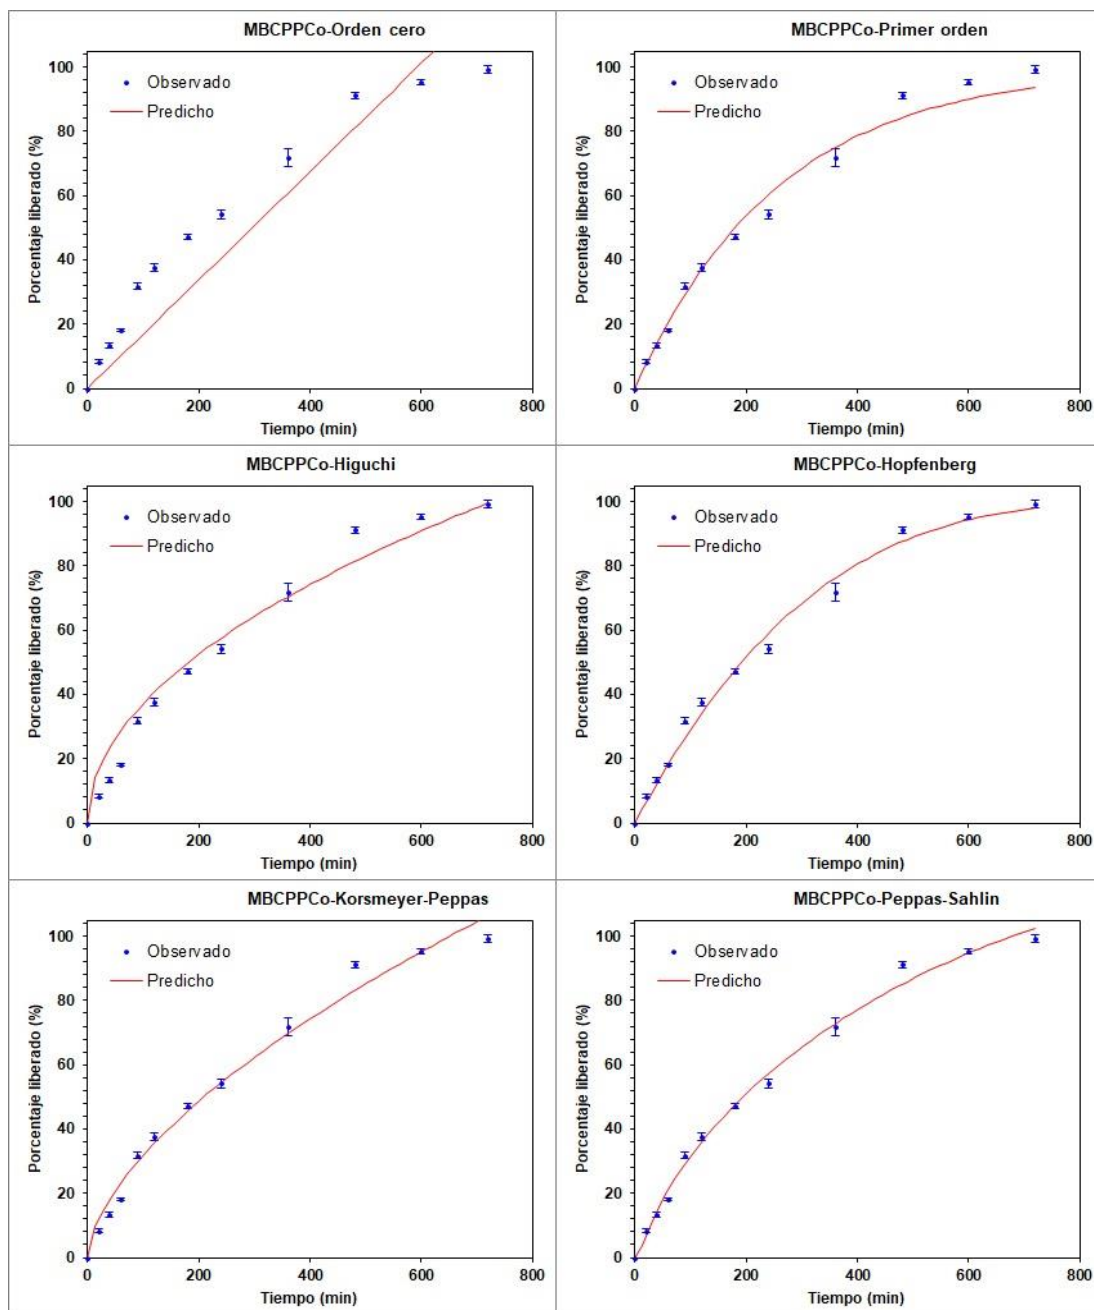 MBCPPCo-Orden cero
Porcentaje liberado (%)
100
80
60
40
20
0
Observado
Predicho
0 200 400 600 800
Tiempo (min)
MBCPPCo-Primer orden
Porcentaje liberado (%)
100
80
60
40
20
0
Observado
Predicho
0 200 400 600 800
Tiempo (min)
MBCPPCo-Higuchi
Porcentaje liberado (%)
100
80
60
40
20
0
Observado
Predicho
0 200 400 600 800
Tiempo (min)
MBCPPCo-Hopfenberg
Porcentaje liberado (%)
100
80
60
40
20
0
Observado
Predicho
0 200 400 600 800
Tiempo (min)
MBCPPCo-Korsmeyer-Peppas
Porcentaje liberado (%)
100
80
60
40
20
0
Observado
Predicho
0 200 400 600 800
Tiempo (min)
MBCPPCo-Peppas-Sahlin
Porcentaje liberado (%)
100
80
60
40
20
0
Observado
Predicho
0 200 400 600 800
Tiempo (min)